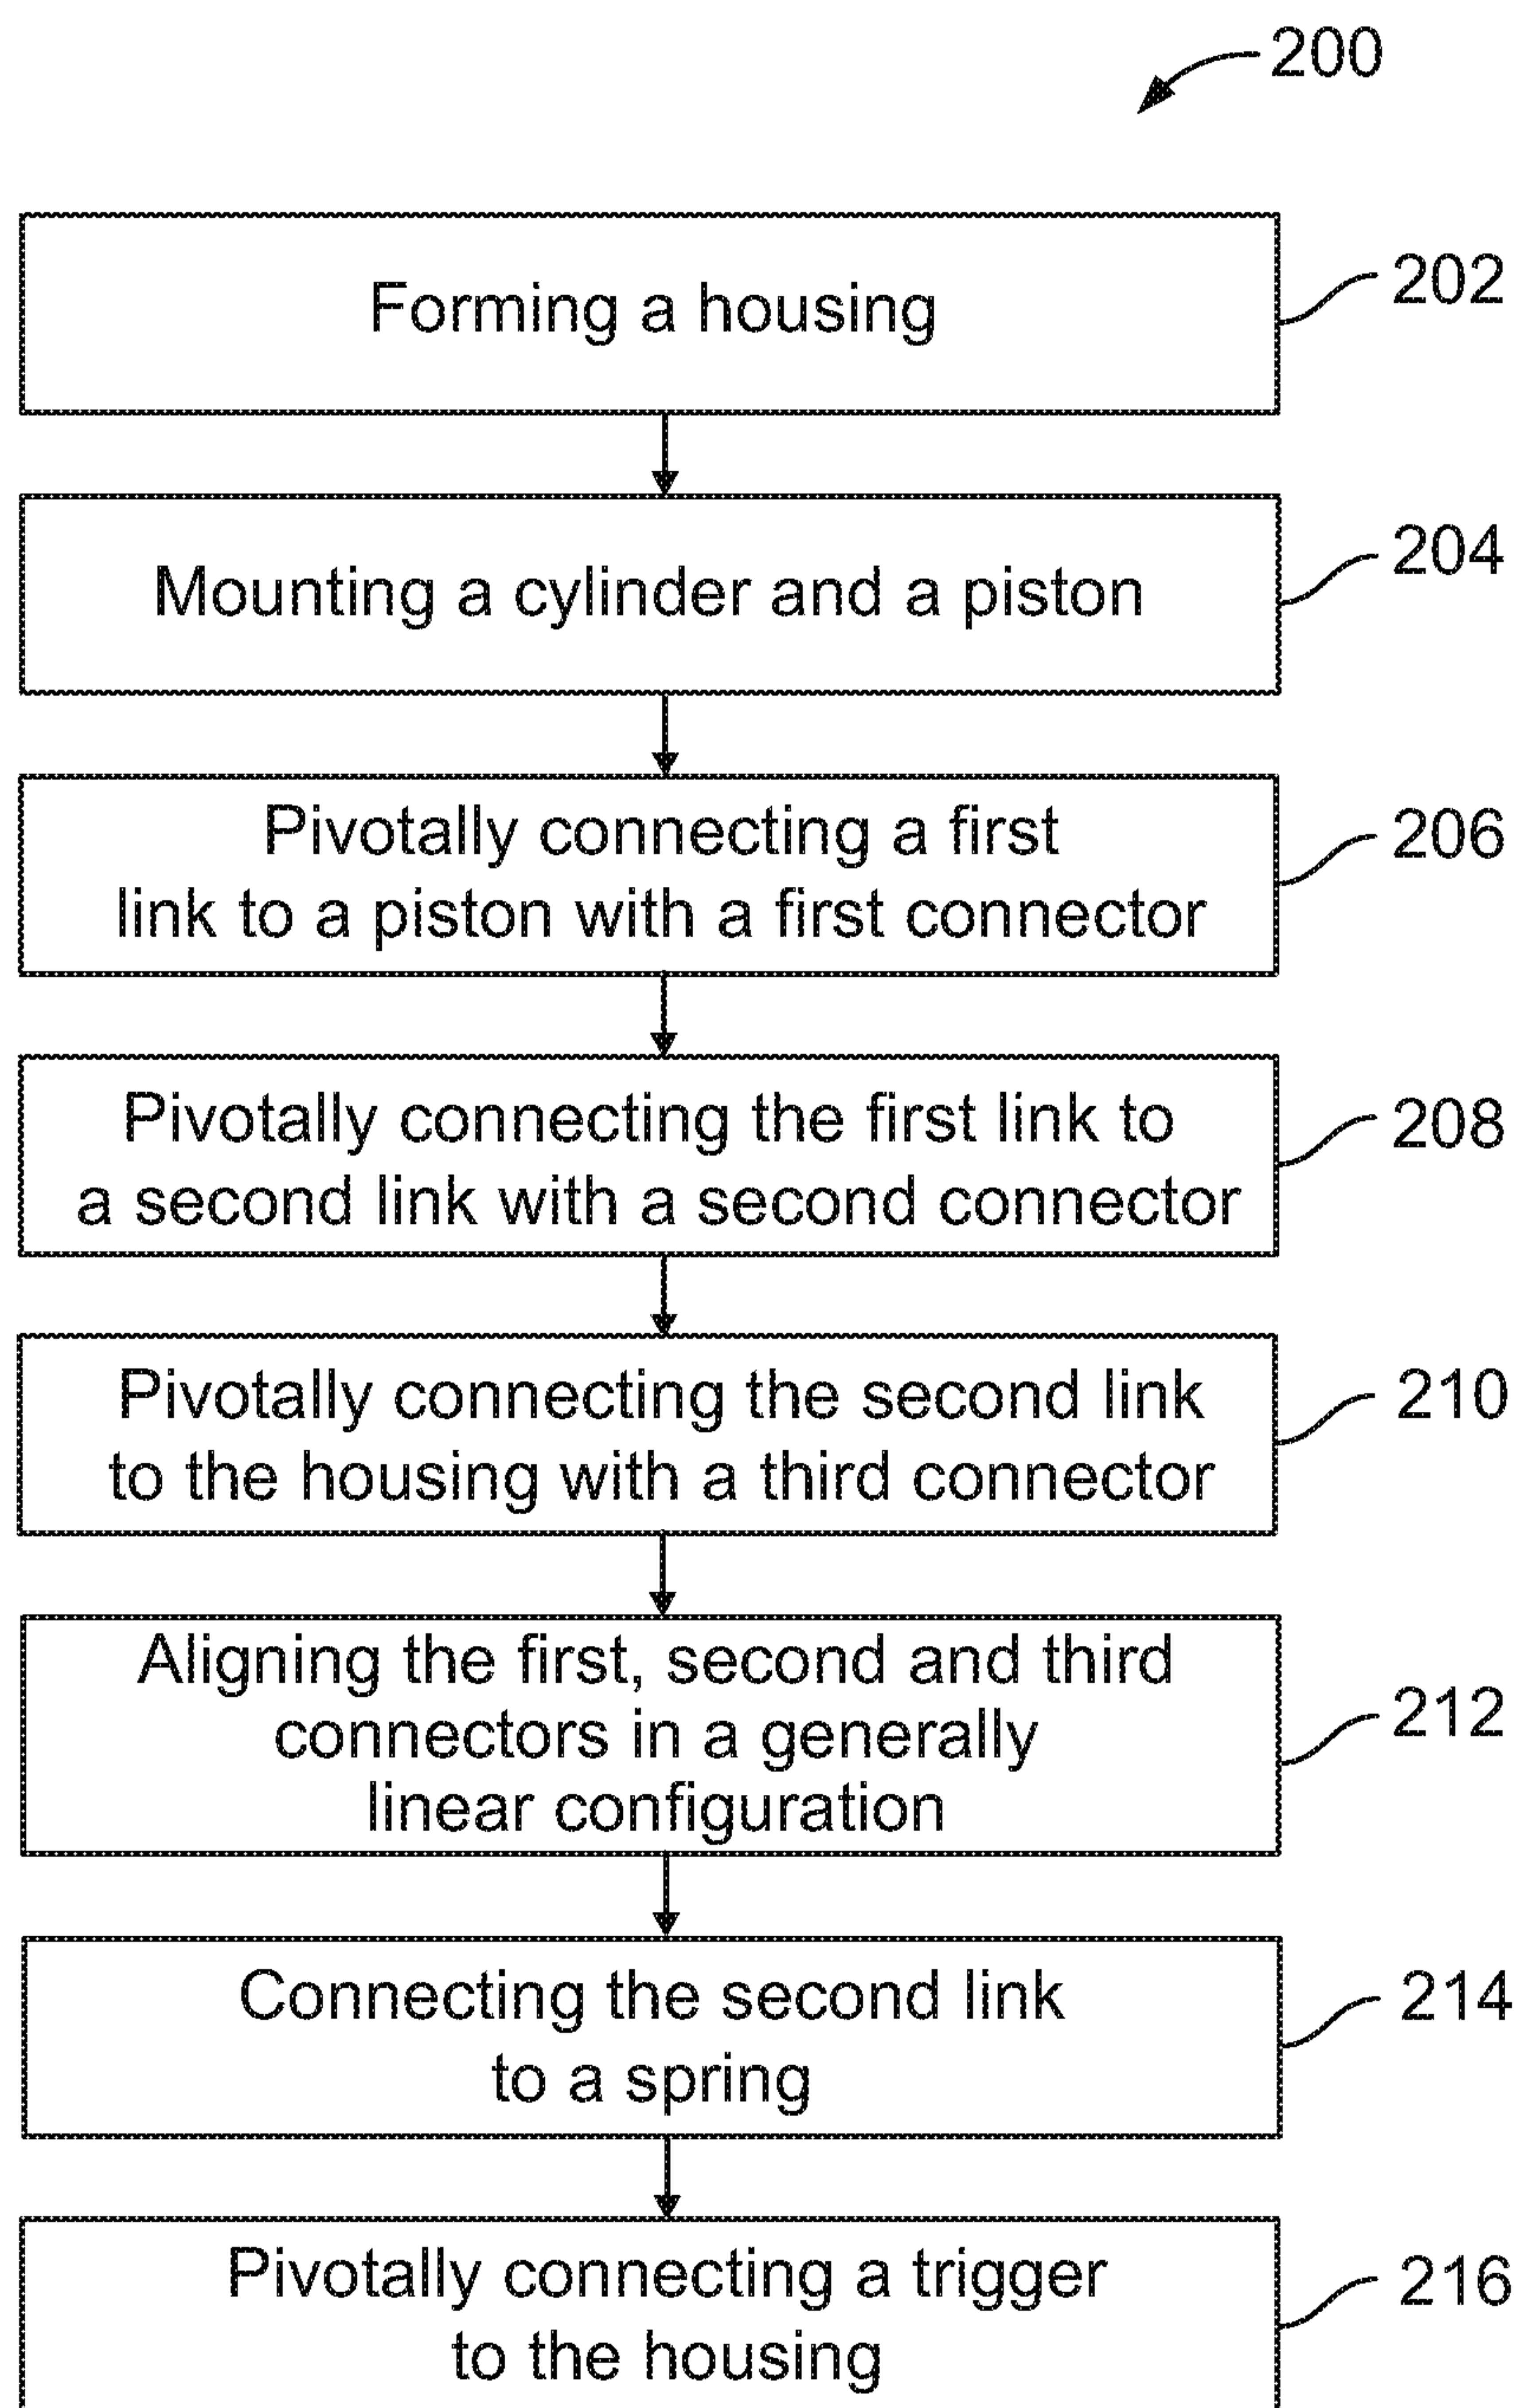 200
Forming a housing
202
Mounting a cylinder and a piston
204
Pivotally connecting a first
link to a piston with a first connector
206
Pivotally connecting the first link to
a second link with a second connector
208
Pivotally connecting the second link
to the housing with a third connector
210
Aligning the first, second and third
connectors in a generally
linear configuration
212
Connecting the second link
to a spring
214
Pivotally connecting a trigger
to the housing
216